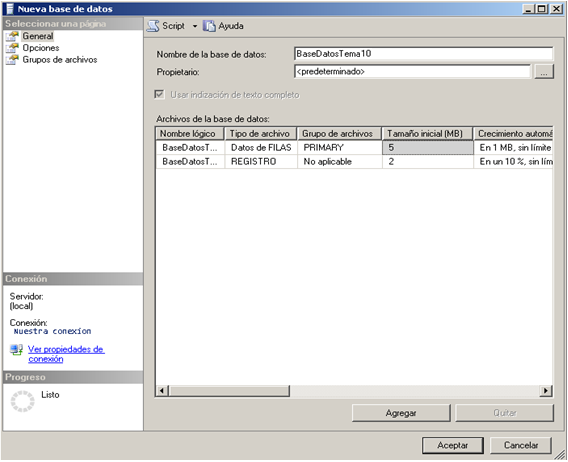 Nueva base de datos
Seleccionar una página
General
Opciones
Grupos de archivos
Script
Ayuda
Nombre de la base de datos: BaseDatosTema10
Propietario: <predeterminado> ...
Usar indización de texto completo
Archivos de la base de datos:
Nombre lógico Tipo de archivo Grupo de archivos Tamaño inicial (MB) Crecimiento automá
BaseDatosT... Datos de FILAS PRIMARY 5 En 1 MB, sin límite
BaseDatosT... REGISTRO No aplicable 2 En un 10 %, sin lím
Conexión
Servidor:
(local)
Conexión:
Nuestra conexion
Ver propiedades de
conexión
Progreso
Listo
Agregar Quitar
Aceptar Cancelar